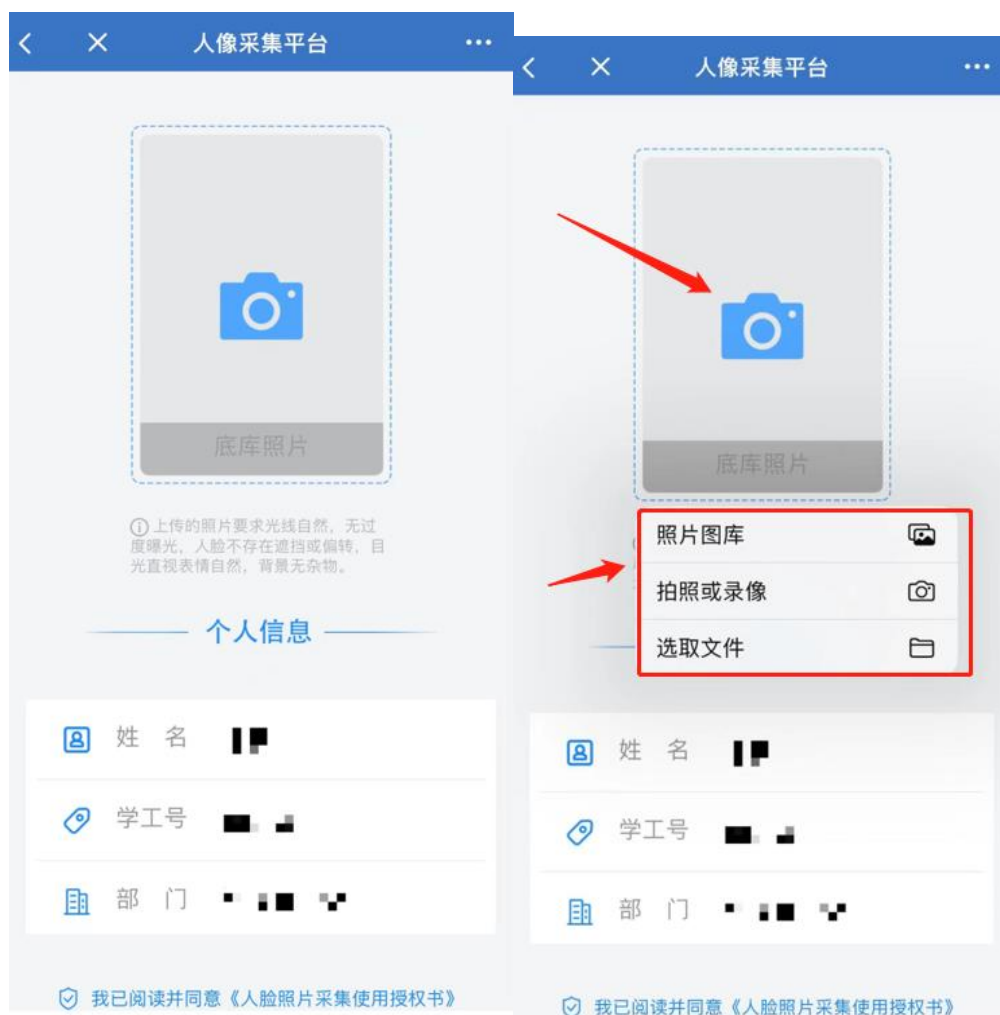 人像采集平台
底库照片
上传的照片要求光线自然，无过
度曝光，人脸不存在遮挡或偏转，目
光直视表情自然，背景无杂物。
个人信息
姓 名
学工号
部 门
我已阅读并同意《人脸照片采集使用授权书》
人像采集平台
底库照片
照片图库
拍照或录像
选取文件
姓 名
学工号
部 门
我已阅读并同意《人脸照片采集使用授权书》